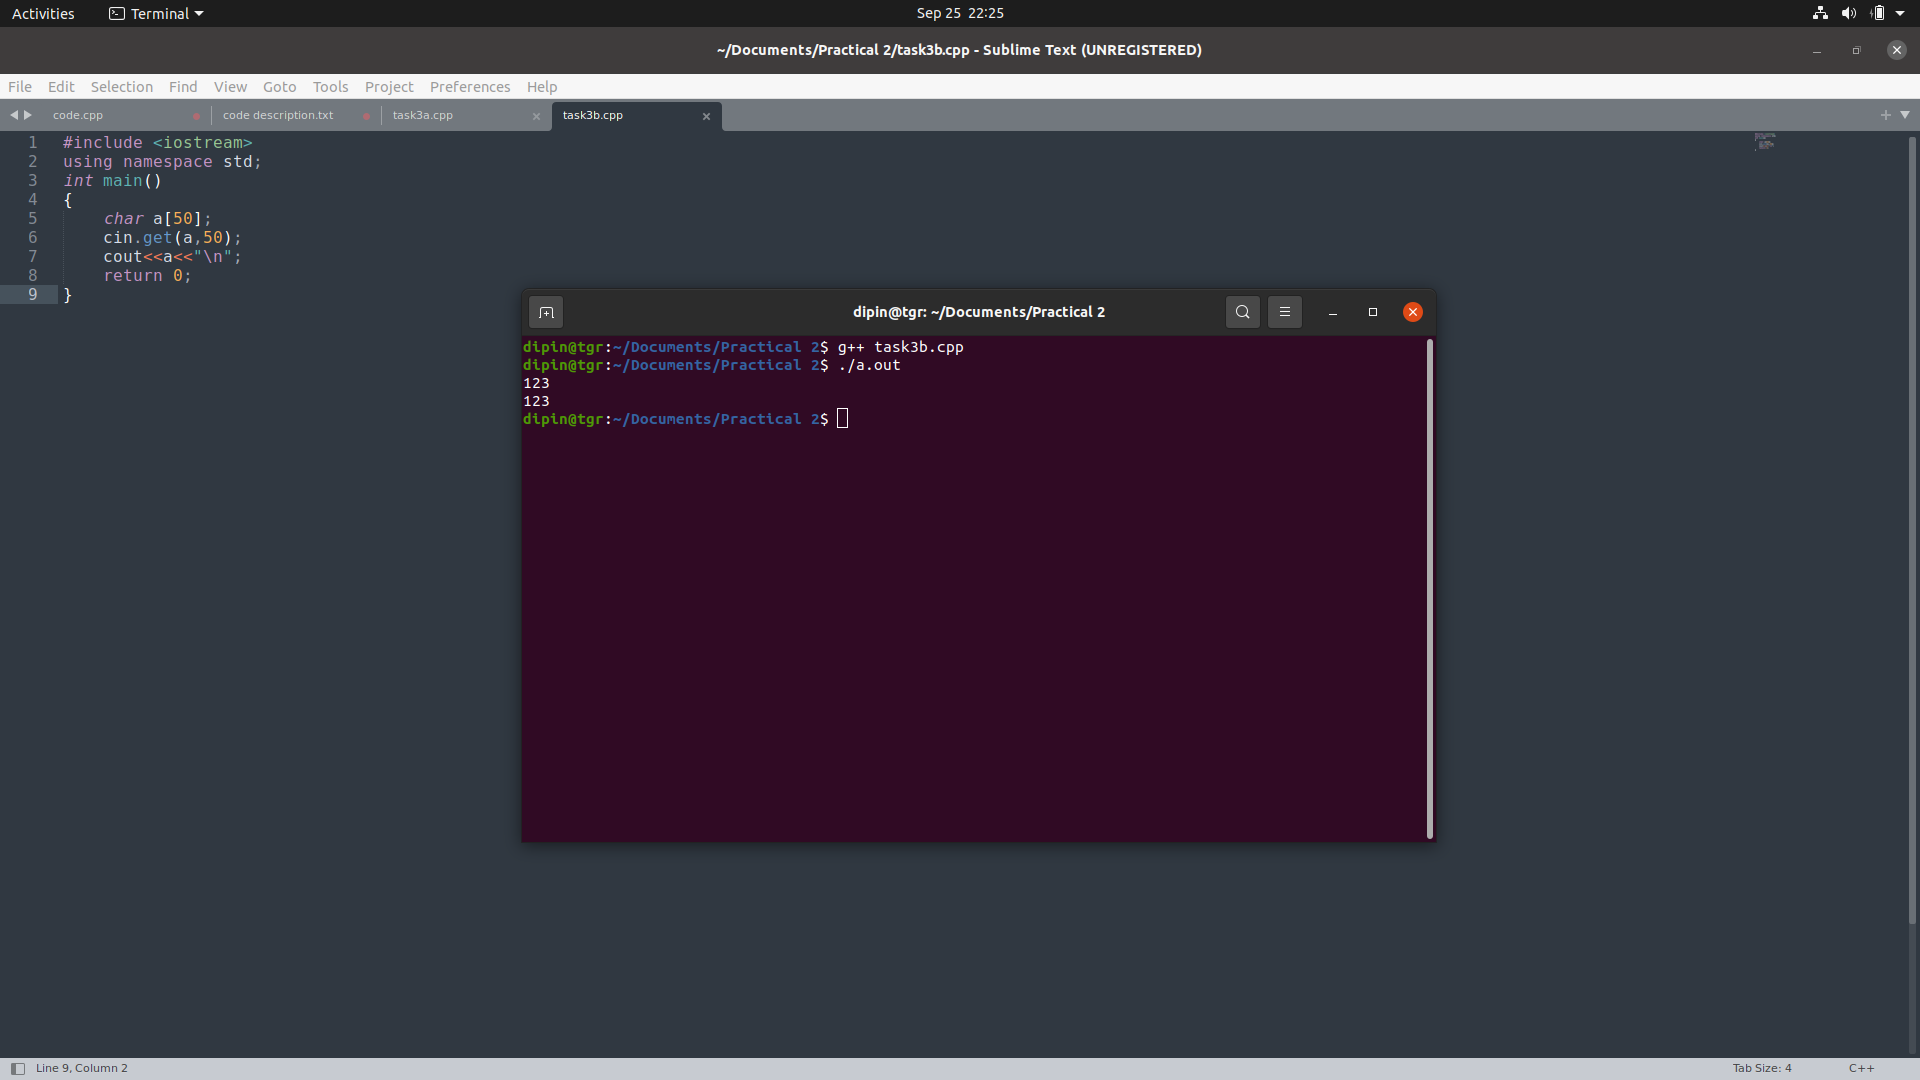 Activities Terminal Sep 25 22:25
~/Documents/Practical 2/task3b.cpp - Sublime Text (UNREGISTERED)
File Edit Selection Find View Goto Tools Project Preferences Help
code.cpp code description.txt task3a.cpp task3b.cpp
1 #include <iostream>
2 using namespace std;
3 int main()
4 {
5 char a[50];
6 cin.get(a,50);
7 cout<<a<<"\n";
8 return 0;
9 }
dipin@tgr: ~/Documents/Practical 2
dipin@tgr:~/Documents/Practical 2$ g++ task3b.cpp
dipin@tgr:~/Documents/Practical 2$ ./a.out
123
123
dipin@tgr:~/Documents/Practical 2$
Line 9, Column 2 Tab Size: 4 C++